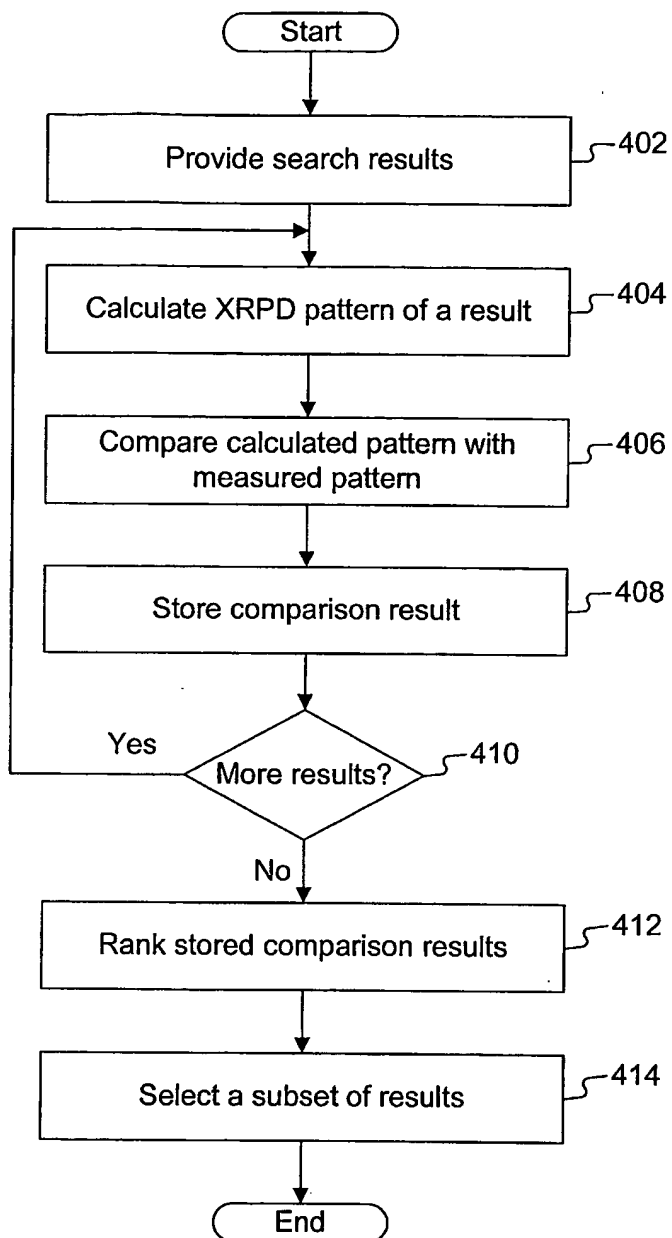 Start
Provide search results
402
Calculate XRPD pattern of a result
404
Compare calculated pattern with
measured pattern
406
Store comparison result
408
Yes
More results?
410
No
Rank stored comparison results
412
Select a subset of results
414
End